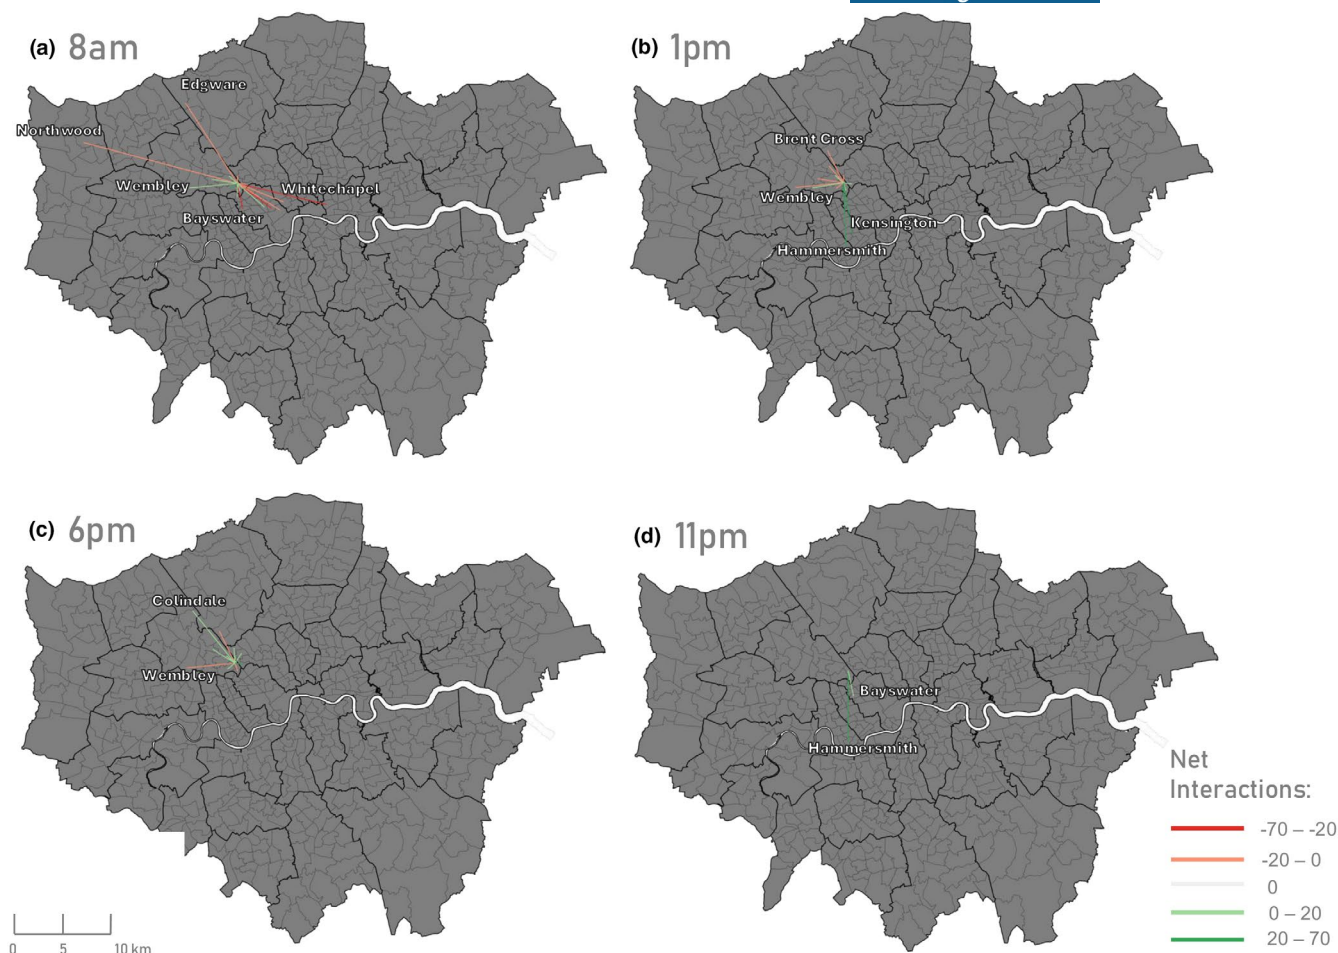 (a) 8am
Edgware
Northwood
Wembley
Whitechapel
Bayswater
(b) 1pm
Brent Cross
Wembley
Kensington
Hammersmith
(c) 6pm
Colindale
Wembley
(d) 11pm
Bayswater
Hammersmith
Net
Interactions:
-70 – -20
-20 – 0
0
0 – 20
20 – 70
0 5 10 km